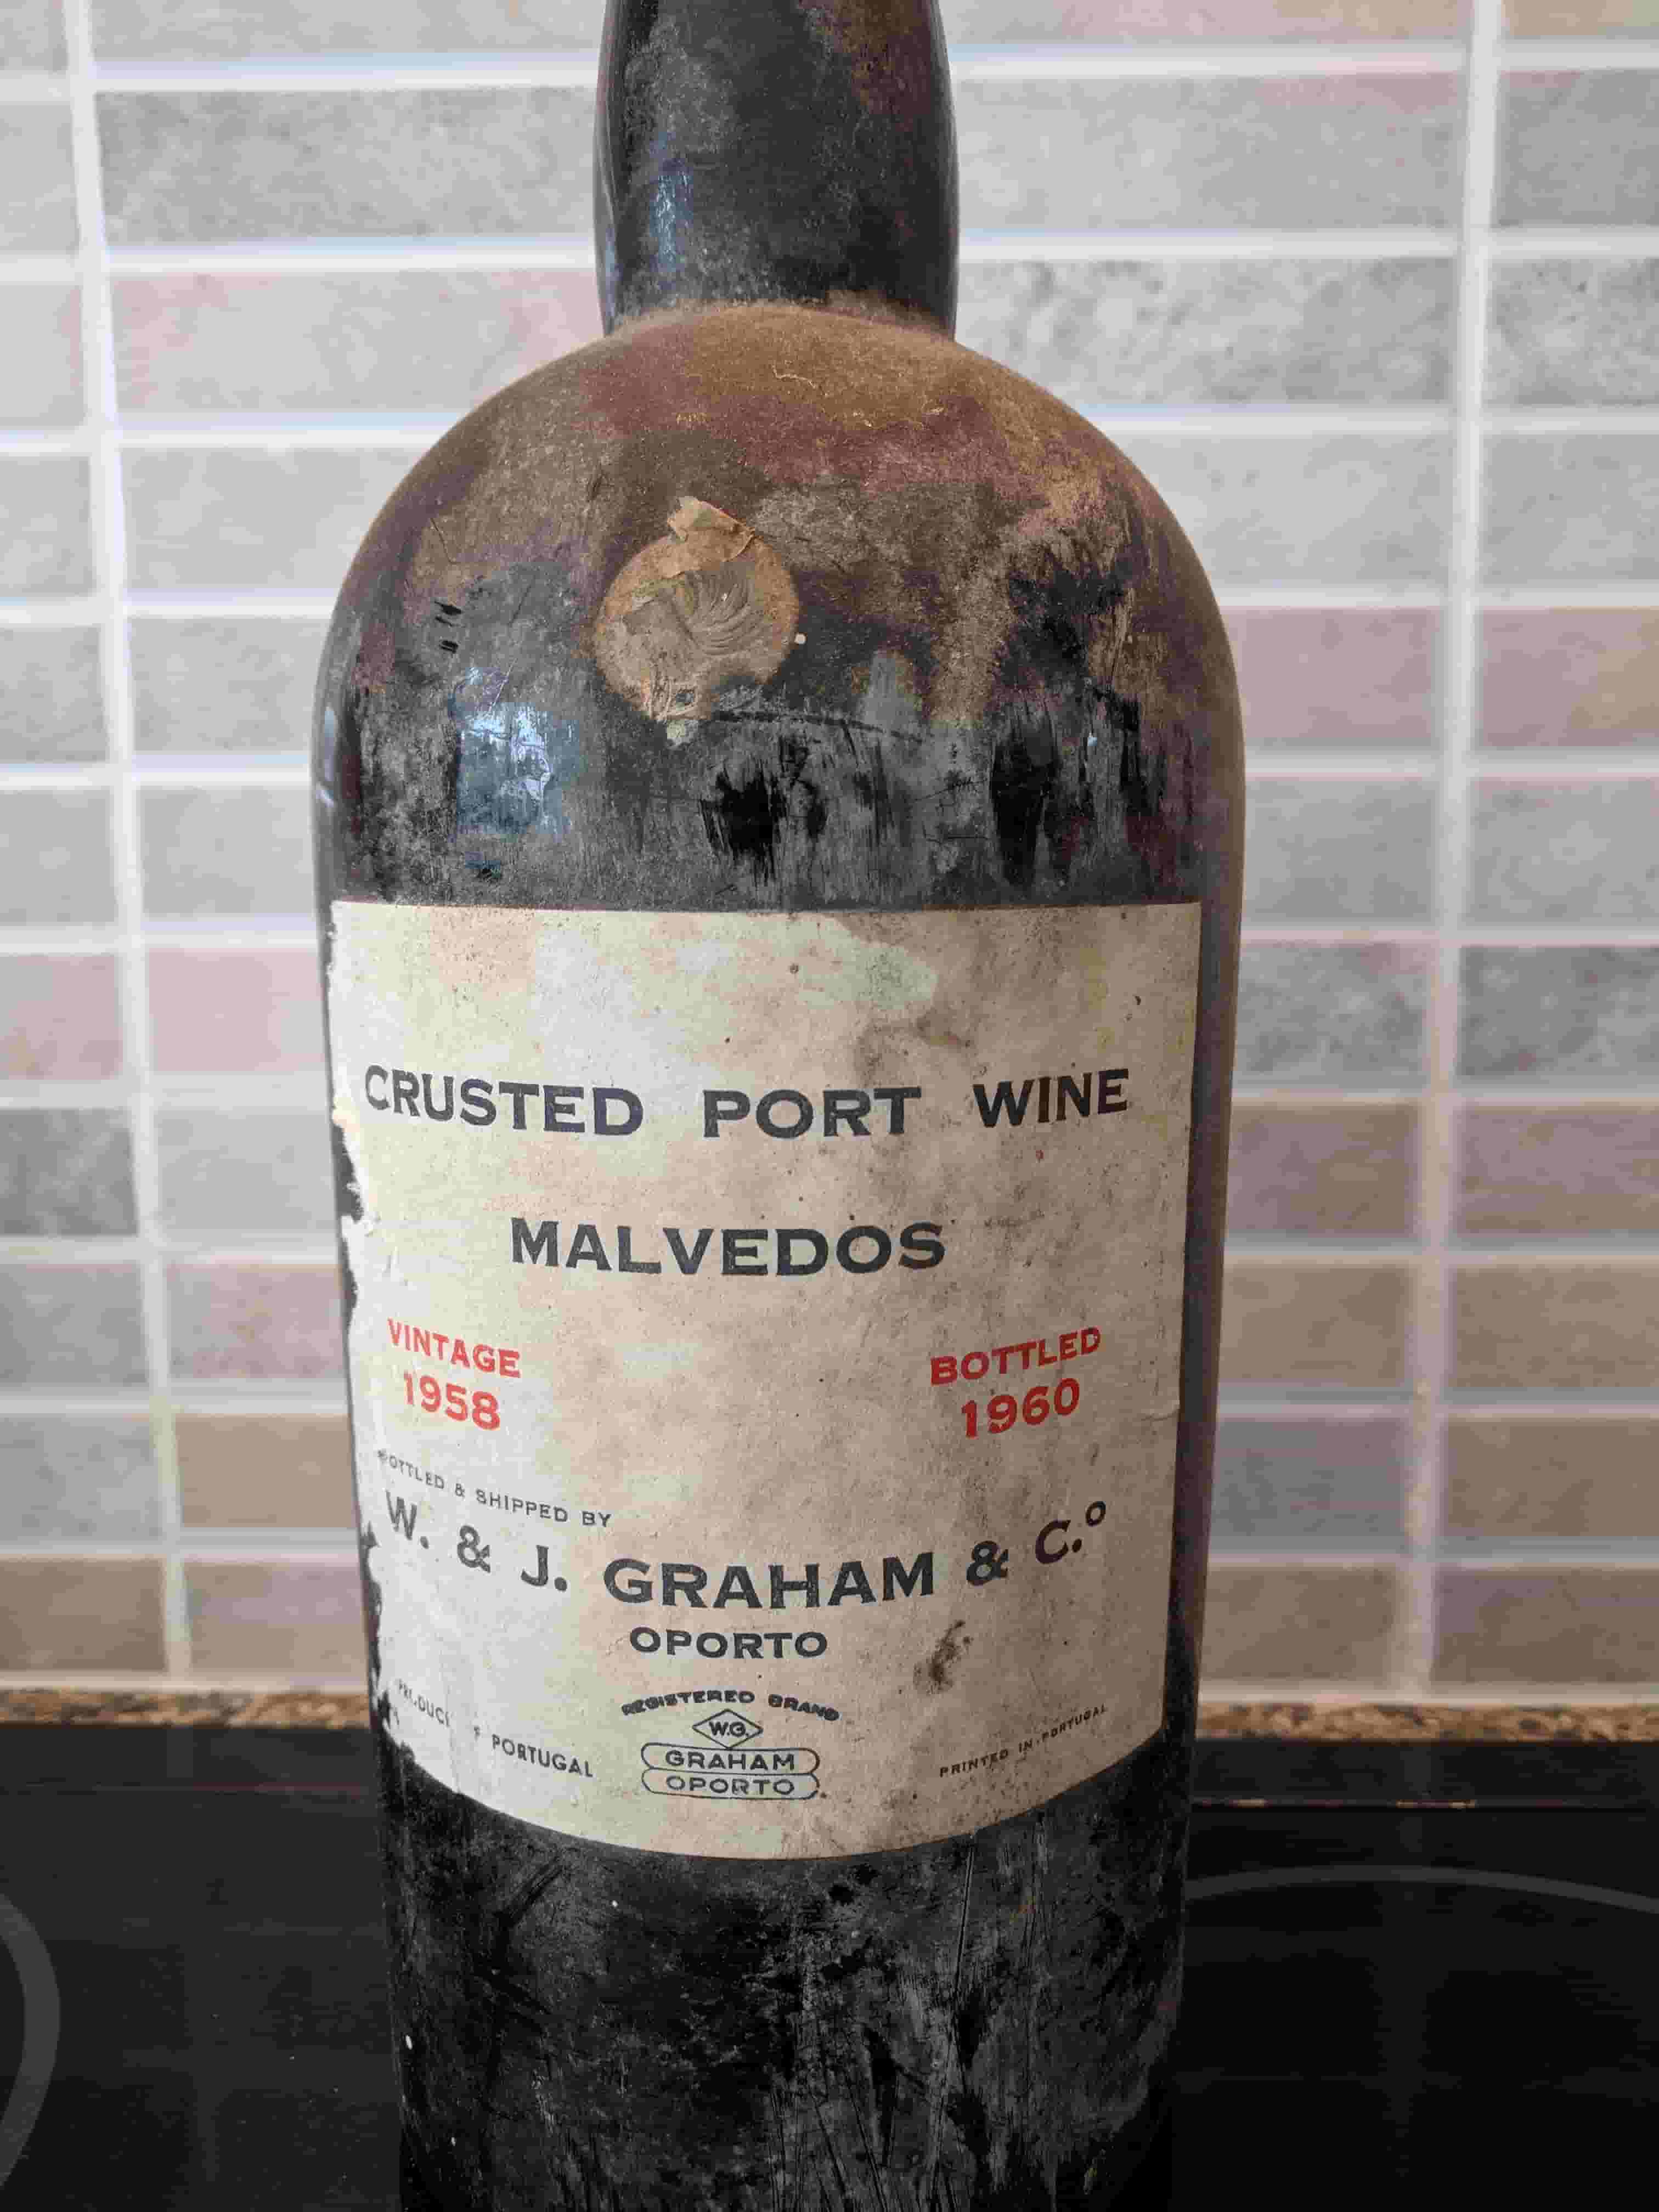 CRUSTED PORT WINE
MALVEDOS
VINTAGE
1958
BOTTLED
1960
BOTTLED & SHIPPED BY
W. & J. GRAHAM & C.º
OPORTO
PORTUGAL
REGISTERED BRAND
W.G.
GRAHAM
OPORTO
PRINTED IN PORTUGAL